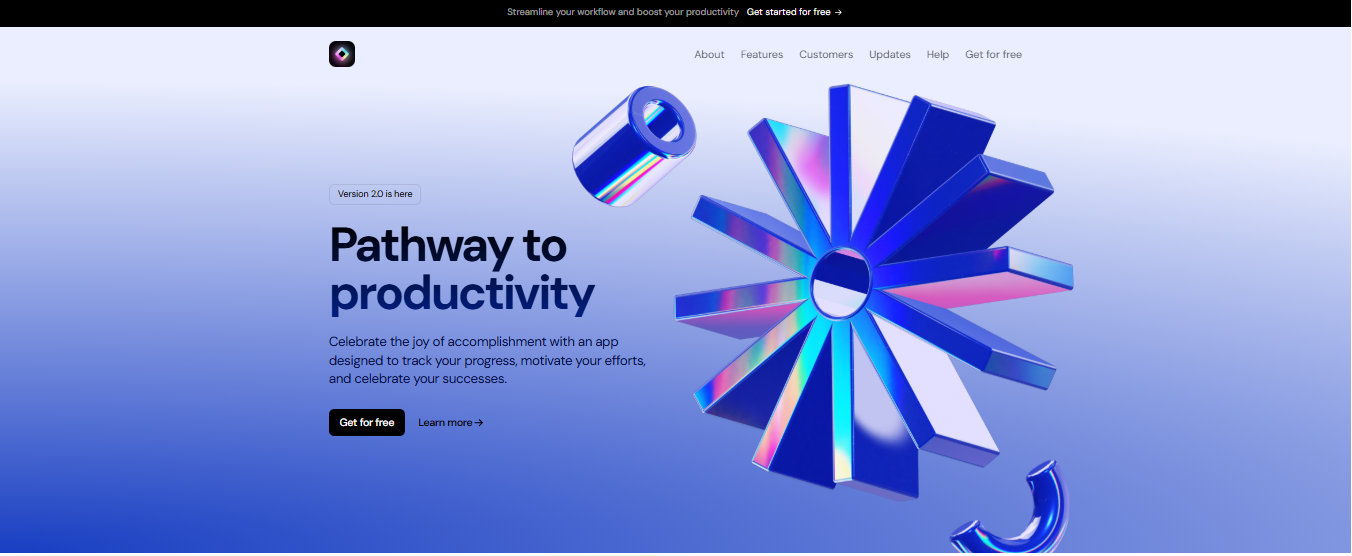 Streamline your workflow and boost your productivity Get started for free →
About Features Customers Updates Help Get for free
Version 2.0 is here
Pathway to
productivity
Celebrate the joy of accomplishment with an app
designed to track your progress, motivate your efforts,
and celebrate your successes.
Get for free Learn more →